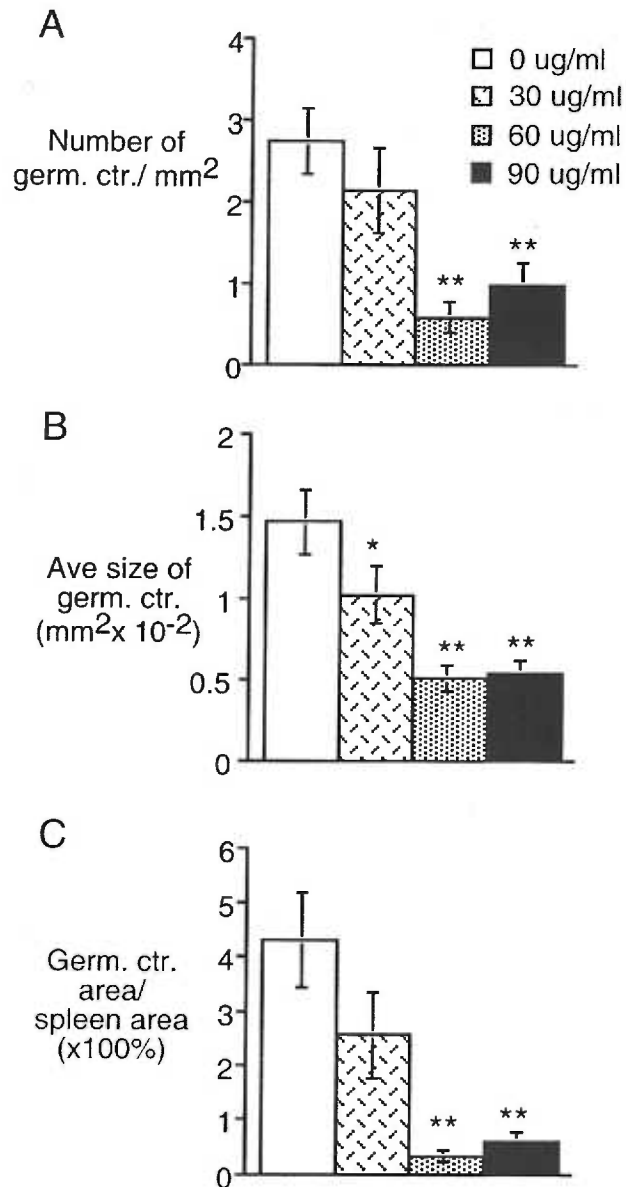 A
4
3
2
1
0
Number of
germ. ctr./ mm2
0 ug/ml
30 ug/ml
60 ug/ml
90 ug/ml
**
**
B
2
1.5
1
0.5
0
Ave size of
germ. ctr.
(mm2x 10-2)
*
**
**
C
6
5
4
3
2
1
0
Germ. ctr.
area/
spleen area
(x100%)
**
**